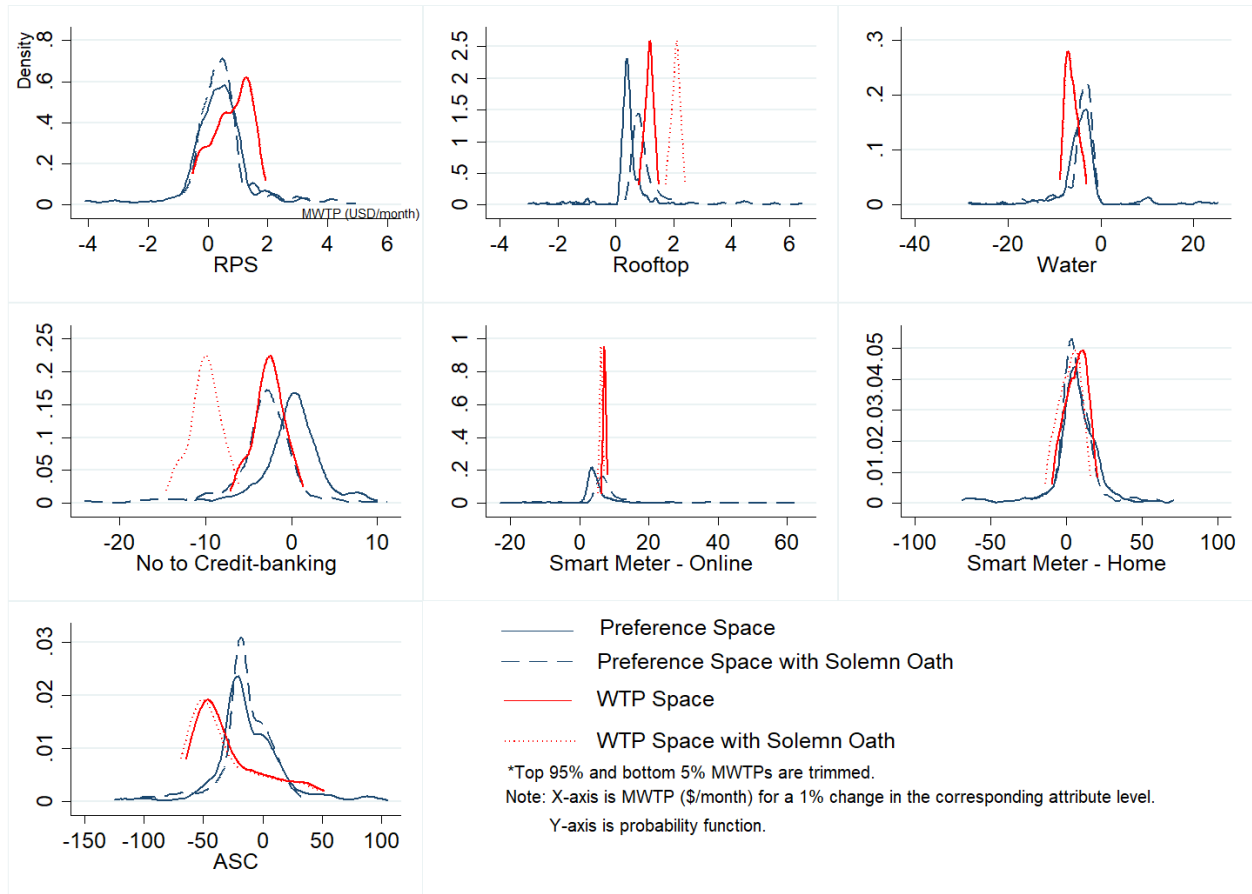 Density
.8
.6
.4
.2
0
MWTP (USD/month)
-4 -2 0 2 4 6
RPS
2.5
2
1.5
1
.5
0
-4 -2 0 2 4 6
Rooftop
.3
.2
.1
0
-40 -20 0 20
Water
.25
.2
.15
.1
.05
0
-20 -10 0 10
No to Credit-banking
1
.8
.6
.4
.2
0
-20 0 20 40 60
Smart Meter - Online
.05
.04
.03
.02
.01
0
-100 -50 0 50 100
Smart Meter - Home
.03
.02
.01
0
-150 -100 -50 0 50 100
ASC
Preference Space
Preference Space with Solemn Oath
WTP Space
WTP Space with Solemn Oath
*Top 95% and bottom 5% MWTPs are trimmed.
Note: X-axis is MWTP ($/month) for a 1% change in the corresponding attribute level.
Y-axis is probability function.